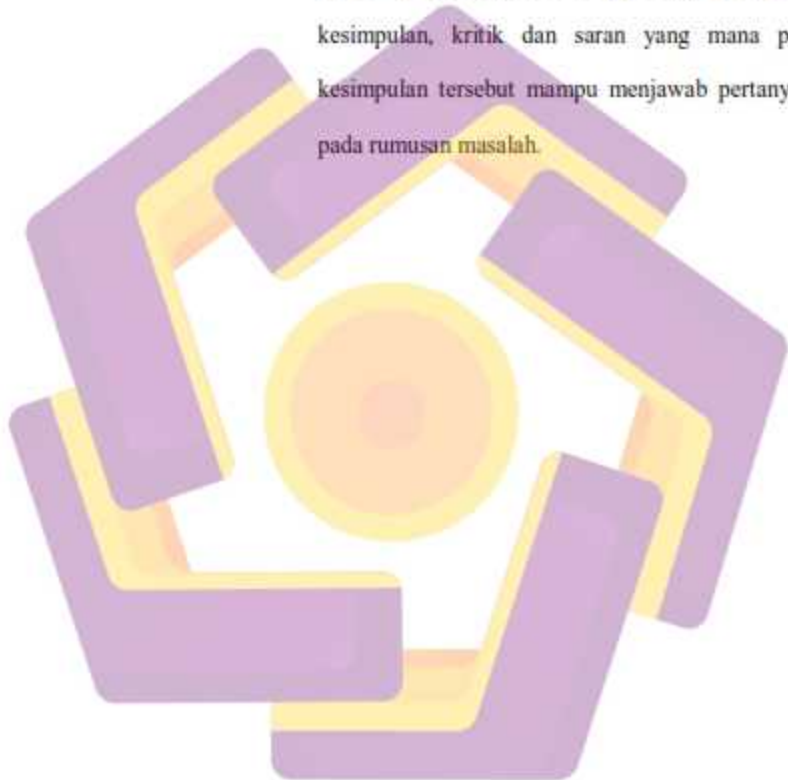 kesimpulan, kritik dan saran yang mana
kesimpulan tersebut mampu menjawab
pada rumusan masalah.